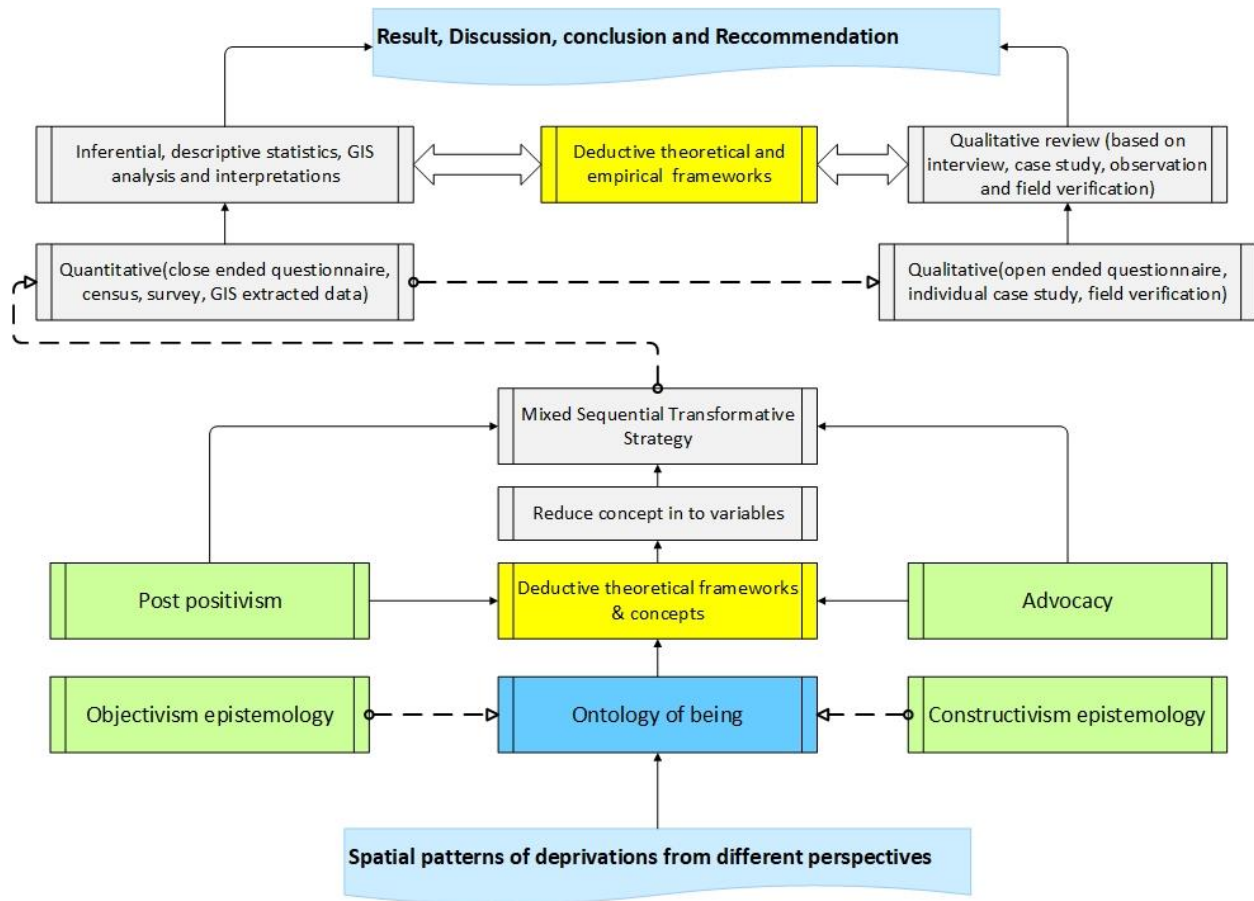 Result, Discussion, conclusion and Reccommendation
Inferential, descriptive statistics, GIS
analysis and interpretations
Deductive theoretical and
empirical frameworks
Qualitative review (based on
interview, case study, observation
and field verification)
Quantitative(close ended questionnaire,
census, survey, GIS extracted data)
Qualitative(open ended questionnaire,
individual case study, field verification)
Mixed Sequential Transformative
Strategy
Reduce concept in to variables
Post positivism
Deductive theoretical frameworks
& concepts
Advocacy
Objectivism epistemology
Ontology of being
Constructivism epistemology
Spatial patterns of deprivations from different perspectives